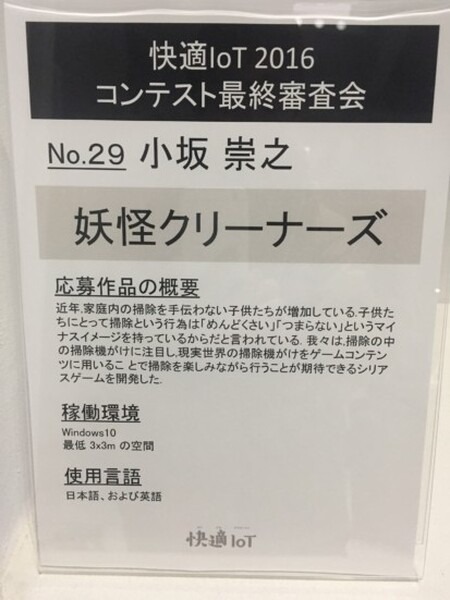 快適IoT 2016
コンテスト最終審査会
No.29 小坂 崇之
妖怪クリーナーズ
応募作品の概要
近年,家庭内の掃除を手伝わない子供たちが増加している.子供た
ちにとって掃除という行為は「めんどくさい」「つまらない」というマイ
ナスイメージを持っているからだと言われている. 我々は,掃除の中
の掃除機がけに注目し,現実世界の掃除機がけをゲームコンテン
ツに用いるこ とで掃除を楽しみながら行うことが期待できるシリア
スゲームを開発した.
稼働環境
Windows10
最低 3x3m の空間
使用言語
日本語、および英語
快適IoT